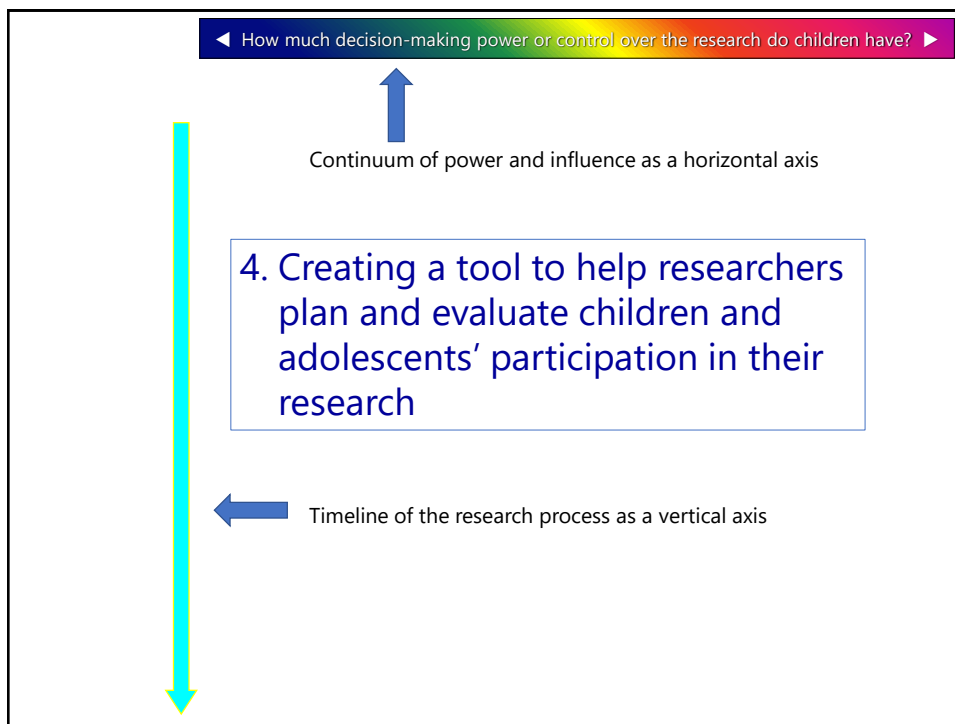 ◀ How much decision-making power or control over the research do children have? ▶
Continuum of power and influence as a horizontal axis
4. Creating a tool to help researchers
plan and evaluate children and
adolescents’ participation in their
research
Timeline of the research process as a vertical axis